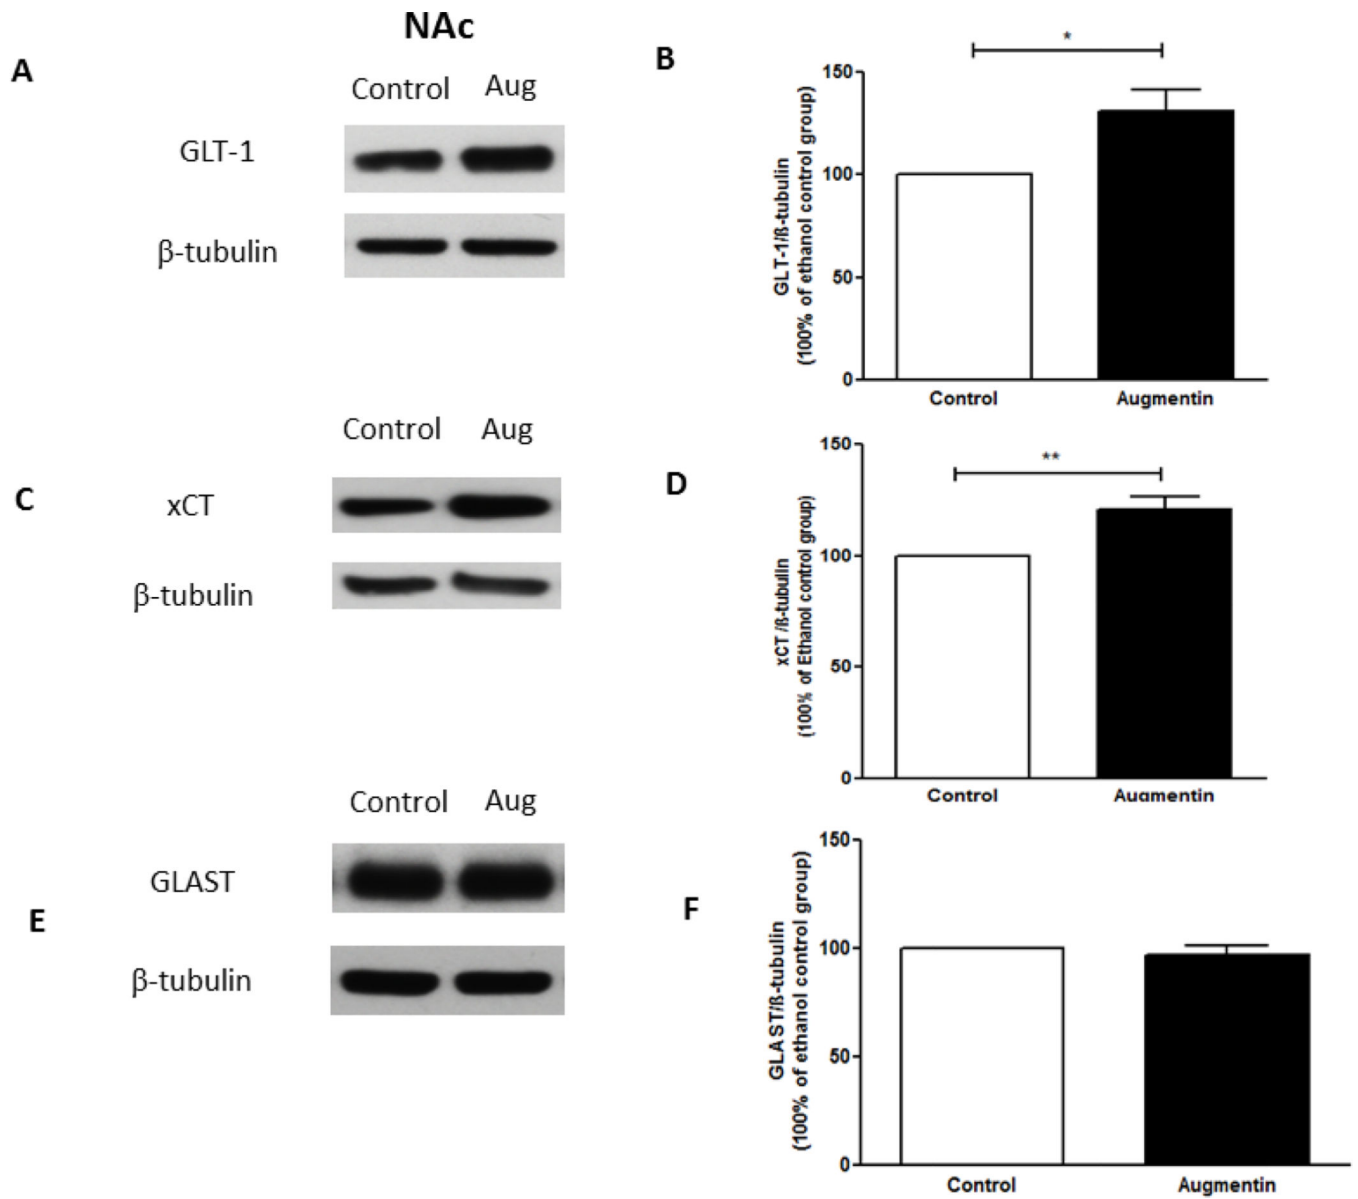 NAc
A
Control Aug
GLT-1
β-tubulin
B
*
150
100
50
0
GLT-1/ß-tubulin
(100% of ethanol control group)
Control Augmentin
C
Control Aug
xCT
β-tubulin
D
**
150
100
50
0
xCT /ß-tubulin
(100% of Ethanol control group)
Control Augmentin
E
Control Aug
GLAST
β-tubulin
F
150
100
50
0
GLAST/ß-tubulin
(100% of ethanol control group)
Control Augmentin